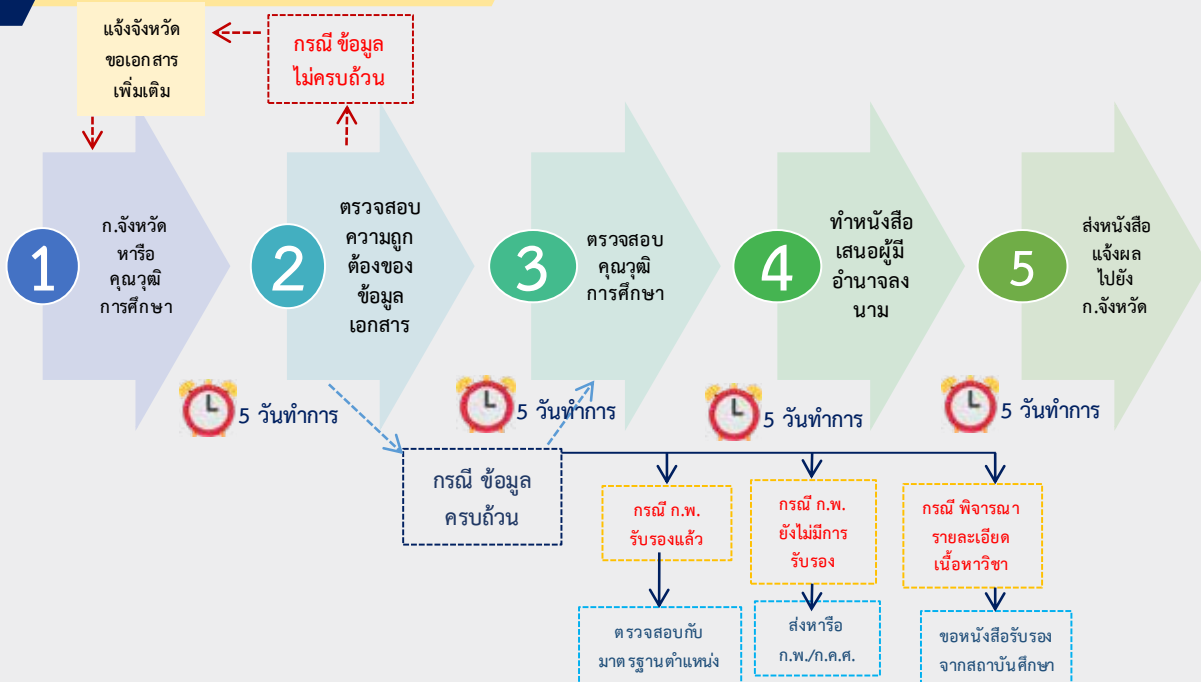 แจ้งจังหวัด
ขอเอกสาร
เพิ่มเติม
กรณี ข้อมูล
ไม่ครบถ้วน
1
ก.จังหวัด
หารือ
คุณวุฒิ
การศึกษา
2
ตรวจสอบ
ความถูก
ต้องของ
ข้อมูล
เอกสาร
3
ตรวจสอบ
คุณวุฒิ
การศึกษา
4
ทำหนังสือ
เสนอผู้มี
อำนาจลง
นาม
5
ส่งหนังสือ
แจ้งผล
ไปยัง
ก.จังหวัด
5 วันทำการ
5 วันทำการ
5 วันทำการ
5 วันทำการ
กรณี ข้อมูล
ครบถ้วน
กรณี ก.พ.
รับรองแล้ว
กรณี ก.พ.
ยังไม่มีการ
รับรอง
กรณี พิจารณา
รายละเอียด
เนื้อหาวิชา
ตรวจสอบกับ
มาตรฐานตำแหน่ง
ส่งหารือ
ก.พ./ก.ค.ศ.
ขอหนังสือรับรอง
จากสถาบันศึกษา